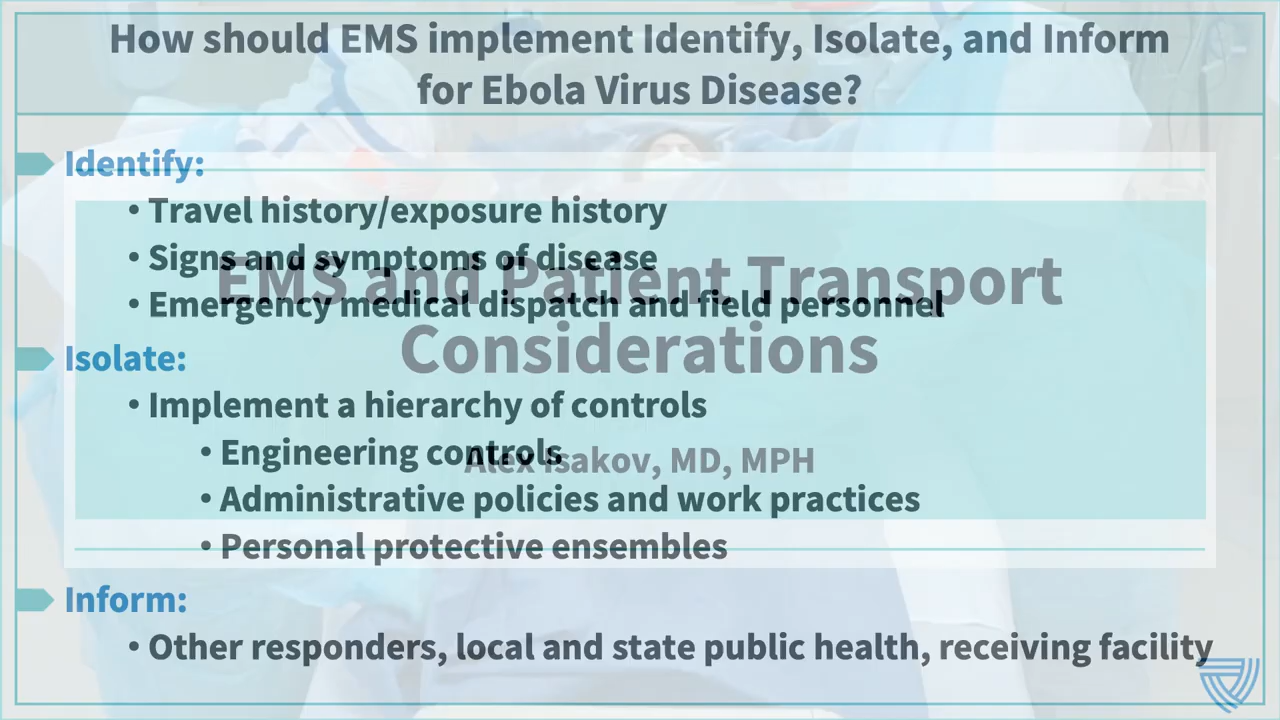 How should EMS implement Identify, Isolate, and Inform
for Ebola Virus Disease?
Identify:
• Travel history/exposure history
• Signs and symptoms of disease
• Emergency medical dispatch and field personnel
EMS and Patient Transport
Considerations
Isolate:
• Implement a hierarchy of controls
• Engineering controls
Alex Isakov, MD, MPH
• Administrative policies and work practices
• Personal protective ensembles
Inform:
• Other responders, local and state public health, receiving facility